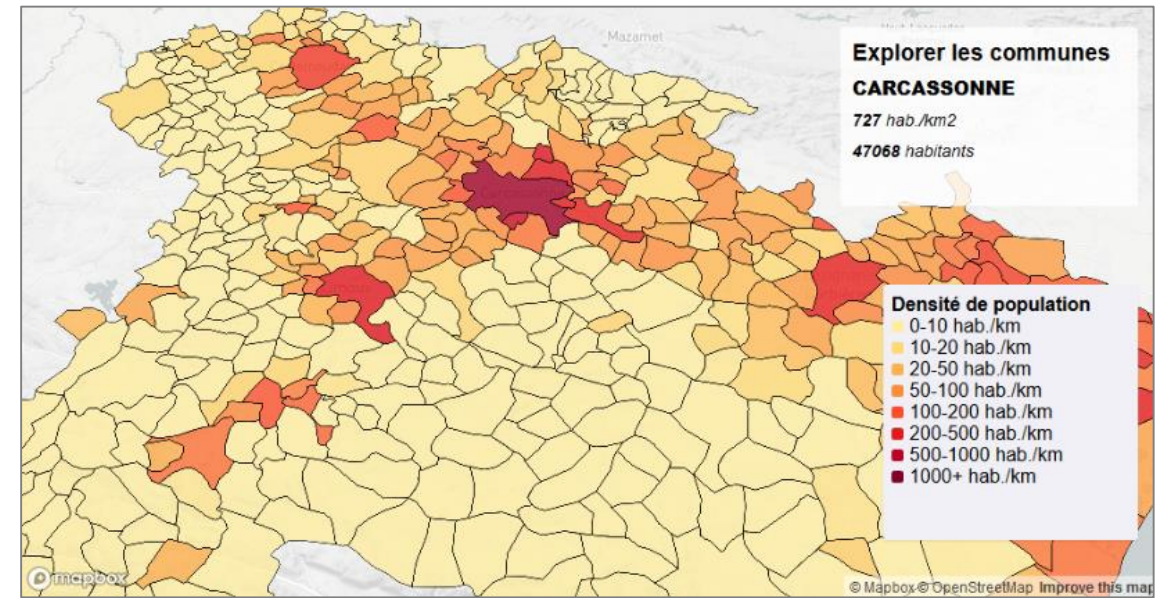 Mazamet
Explorer les communes
CARCASSONNE
727 hab./km2
47068 habitants
Densité de population
0-10 hab./km
10-20 hab./km
20-50 hab./km
50-100 hab./km
100-200 hab./km
200-500 hab./km
500-1000 hab./km
1000+ hab./km
mapbox
© Mapbox © OpenStreetMap Improve this map